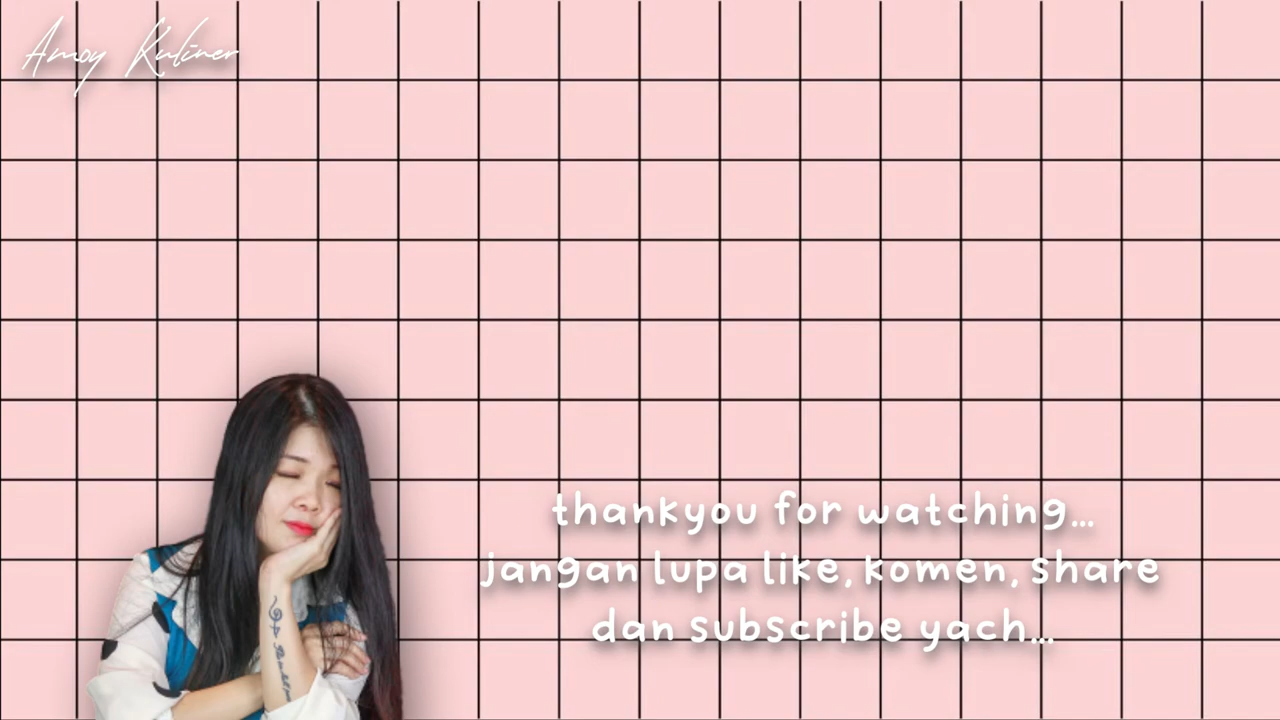 Amoy Kuliner
thankyou for watching...
jangan lupa like, komen, share
dan subscribe yach...